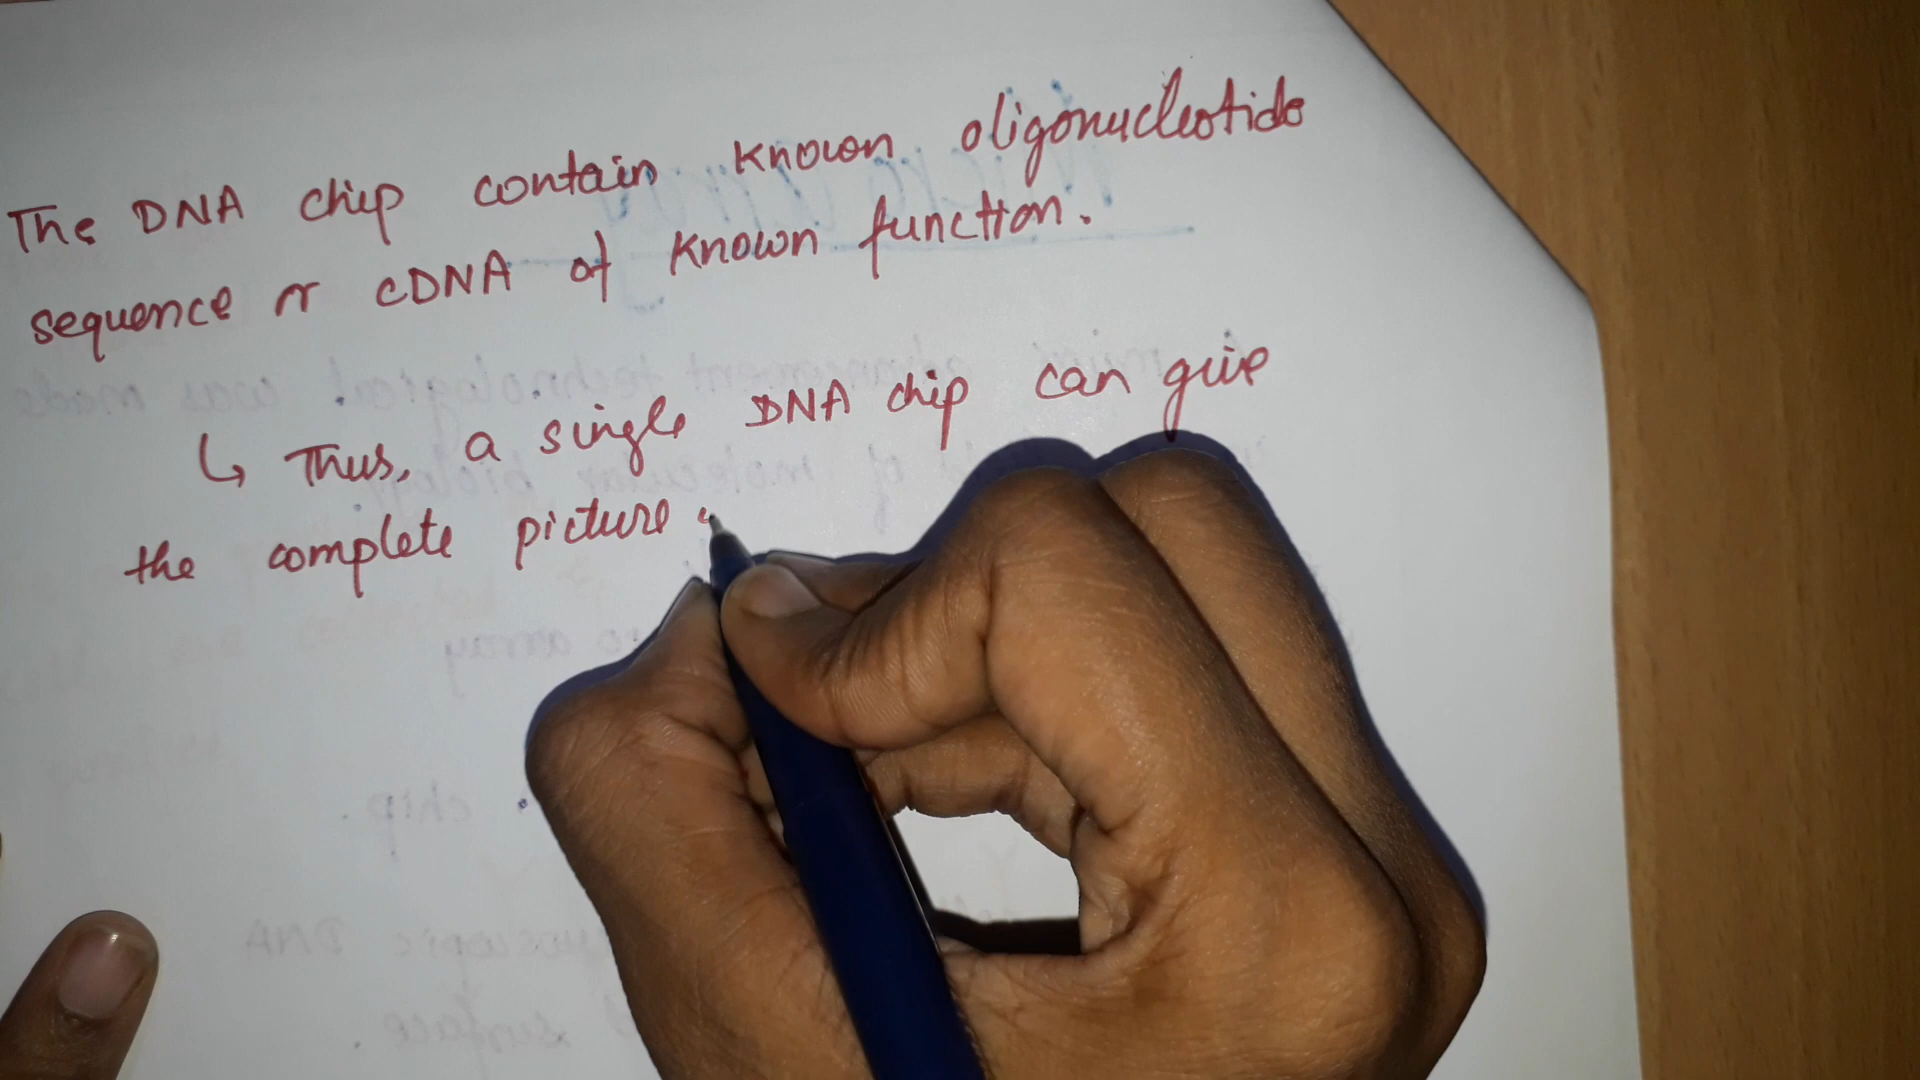 The DNA chip contain known oligonucleotide
sequence or cDNA of known function.
↳ Thus, a single DNA chip can give
the complete picture